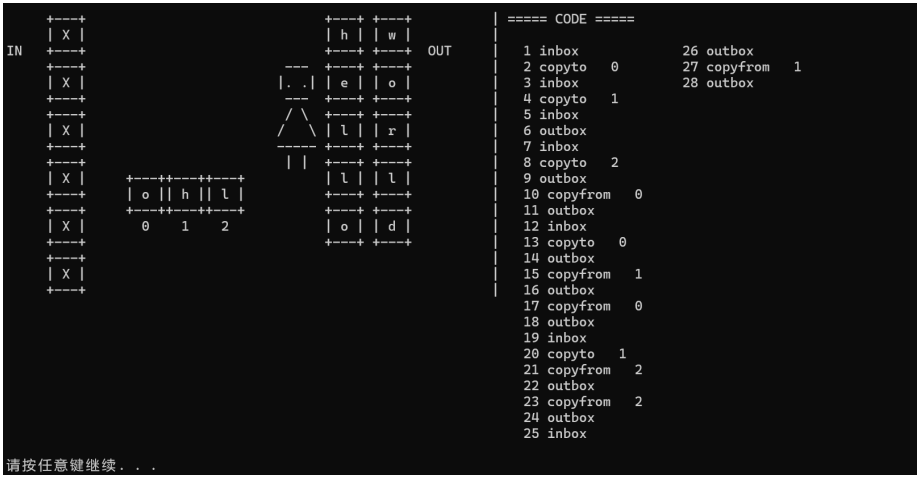 +---+                              +---+ +---+           | ===== CODE =====
     | X |                              | h | | w |           |
IN   +---+                              +---+ +---+  OUT      |   1 inbox             26 outbox
     +---+                         ---  +---+ +---+           |   2 copyto   0        27 copyfrom   1
     | X |                        |. .| | e | | o |           |   3 inbox             28 outbox
     +---+                         ---  +---+ +---+           |   4 copyto   1
     +---+                         / \  +---+ +---+           |   5 inbox
     | X |                        /   \ | l | | r |           |   6 outbox
     +---+                        ----- +---+ +---+           |   7 inbox
     +---+                         | |  +---+ +---+           |   8 copyto   2
     | X |     +---++---++---+          | l | | l |           |   9 outbox
     +---+     | o || h || l |          +---+ +---+           |   10 copyfrom   0
     +---+     +---++---++---+          +---+ +---+           |   11 outbox
     | X |       0    1    2            | o | | d |           |   12 inbox
     +---+                              +---+ +---+           |   13 copyto   0
     +---+                                                    |   14 outbox
     | X |                                                    |   15 copyfrom   1
     +---+                                                    |   16 outbox
                                                                  17 copyfrom   0
                                                                  18 outbox
                                                                  19 inbox
                                                                  20 copyto   1
                                                                  21 copyfrom   2
                                                                  22 outbox
                                                                  23 copyfrom   2
                                                                  24 outbox
                                                                  25 inbox
请按任意键继续. . .